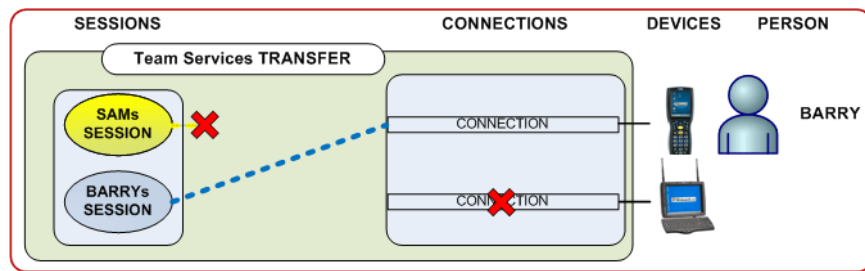 SESSIONS
CONNECTIONS
DEVICES
PERSON
Team Services TRANSFER
SAMs
SESSION
CONNECTION
BARRY
BARRYs
SESSION
CONNECTION